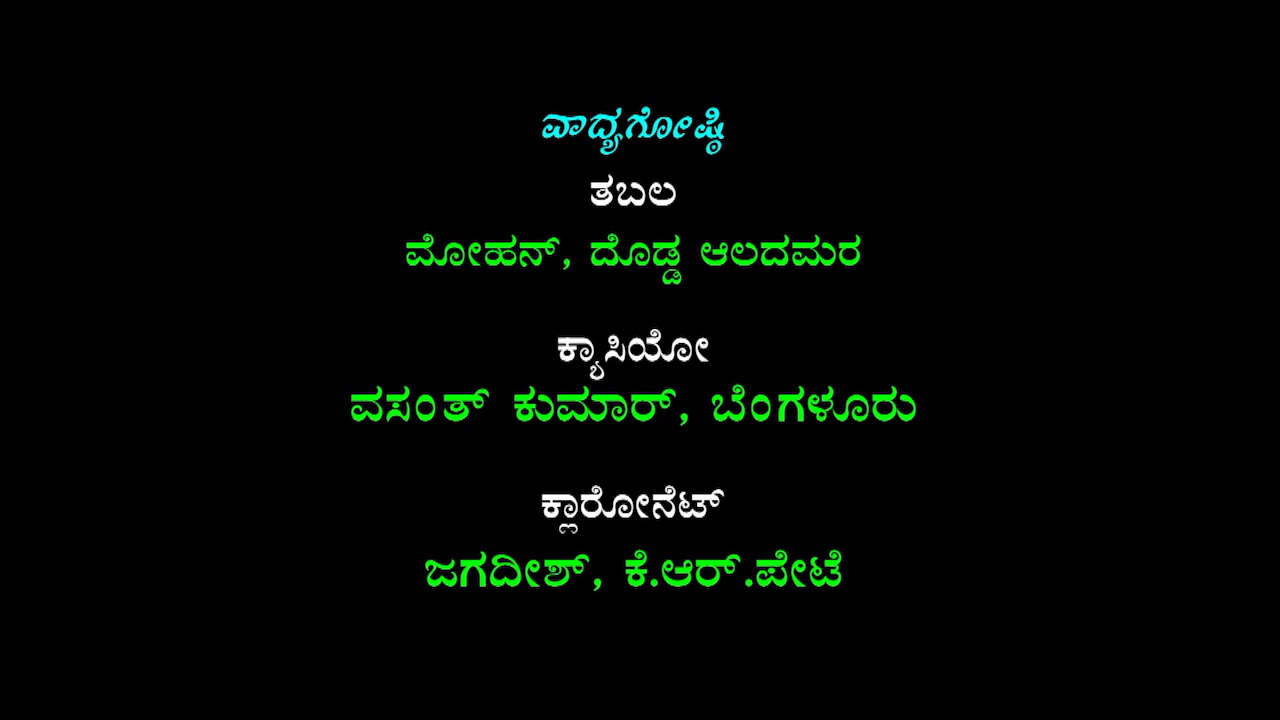 ವಾದ್ಯಗೋಷ್ಠಿ
ತಬಲ
ಮೋಹನ್, ದೊಡ್ಡ ಆಲದಮರ
ಕ್ಯಾಸಿಯೋ
ವಸಂತ್ ಕುಮಾರ್, ಬೆಂಗಳೂರು
ಕ್ಲಾರೋನೆಟ್
ಜಗದೀಶ್, ಕೆ.ಆರ್.ಪೇಟೆ